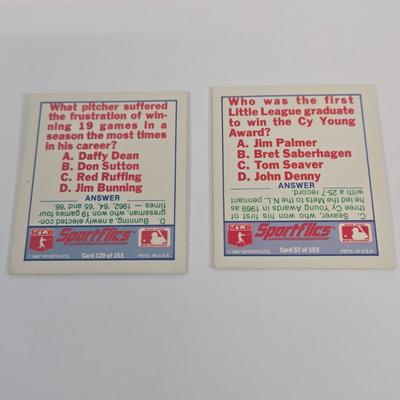 What pitcher suffered
the frustration of win-
ning 19 games in a
season the most times
in his career?
A. Daffy Dean
B. Don Sutton
C. Red Ruffing
D. Jim Bunning
ANSWER
D. Bunning, a newly elected con-
gressman, who won 19 games four
times — 1962, '64, '65 and '66.
MLB
Sportflics
© 1987 SPORTFLICS.
Card 129 of 153
PRTD. IN U.S.A.
Who was the first
Little League graduate
to win the Cy Young
Award?
A. Jim Palmer
B. Bret Saberhagen
C. Tom Seaver
D. John Denny
ANSWER
C. Seaver, who won his first of
three Cy Young Awards in 1969 as
he led the Mets to the N.L. pennant
with a 25-7 record.
MLB
Sportflics
© 1987 SPORTFLICS.
Card 37 of 153
PRTD. IN U.S.A.